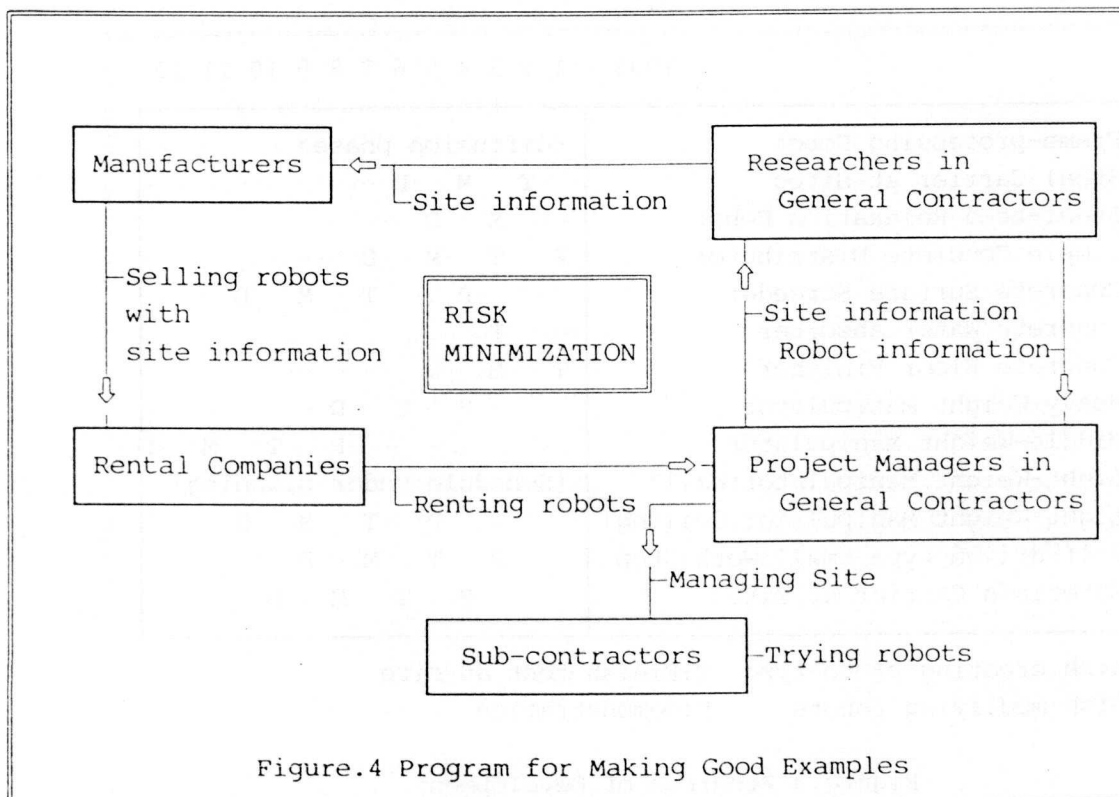 Manufacturers
Site information
Researchers in
General Contractors
Selling robots
with
site information
RISK
MINIMIZATION
Site information
Robot information
Rental Companies
Renting robots
Project Managers in
General Contractors
Managing Site
Sub-contractors
Trying robots
Figure.4 Program for Making Good Examples